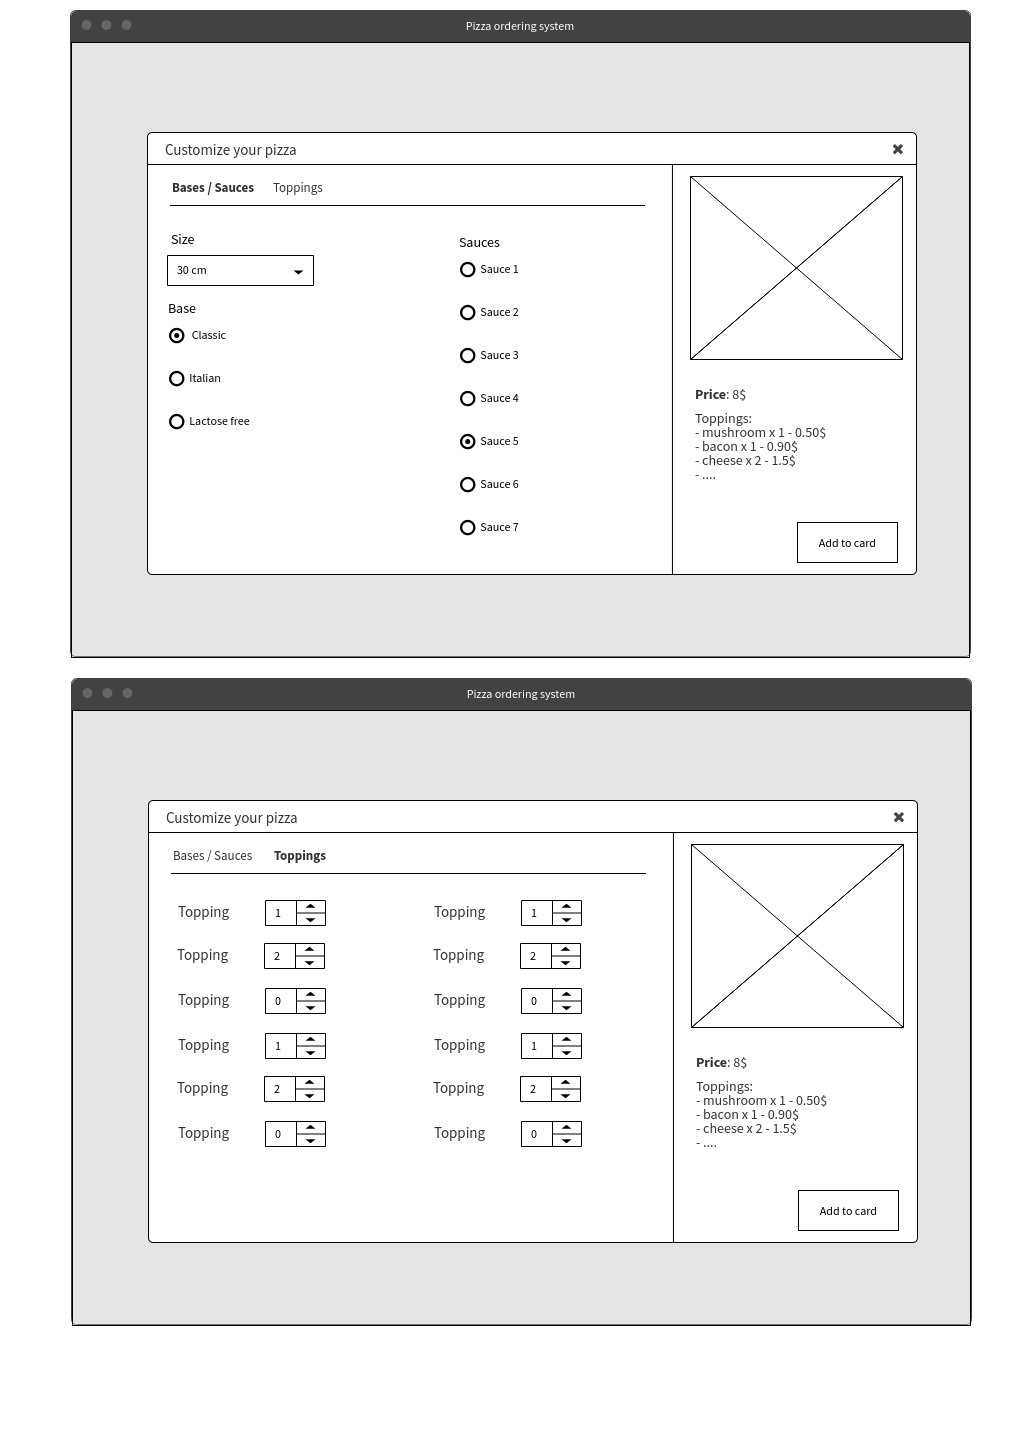 Pizza ordering system
Customize your pizza
Bases / Sauces Toppings
Size
30 cm
Base
Classic
Italian
Lactose free
Sauces
Sauce 1
Sauce 2
Sauce 3
Sauce 4
Sauce 5
Sauce 6
Sauce 7
Price: 8$
Toppings:
- mushroom x 1 - 0.50$
- bacon x 1 - 0.90$
- cheese x 2 - 1.5$
- ....
Add to card
Pizza ordering system
Customize your pizza
Bases / Sauces Toppings
Topping 1 Topping 1
Topping 2 Topping 2
Topping 0 Topping 0
Topping 1 Topping 1
Topping 2 Topping 2
Topping 0 Topping 0
Price: 8$
Toppings:
- mushroom x 1 - 0.50$
- bacon x 1 - 0.90$
- cheese x 2 - 1.5$
- ....
Add to card